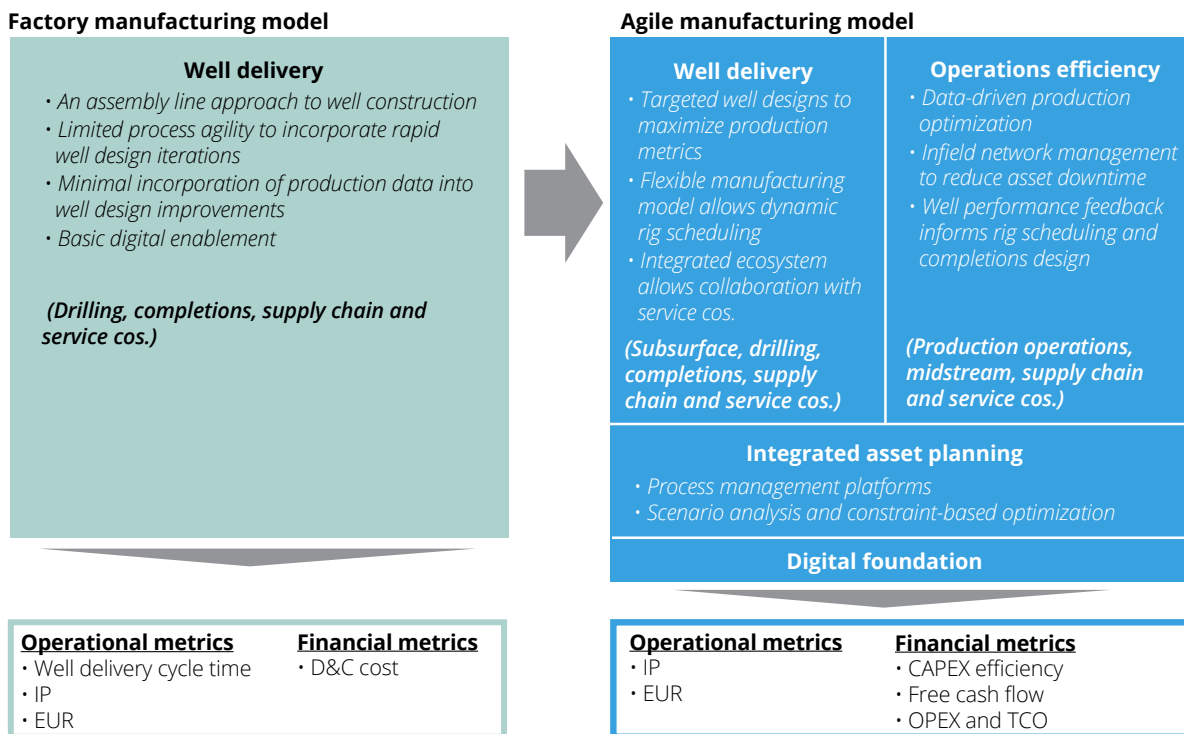 Factory manufacturing model
Well delivery
• An assembly line approach to well construction
• Limited process agility to incorporate rapid
well design iterations
• Minimal incorporation of production data into
well design improvements
• Basic digital enablement
(Drilling, completions, supply chain and
service cos.)
Operational metrics
• Well delivery cycle time
• IP
• EUR
Financial metrics
• D&C cost
Agile manufacturing model
Well delivery
• Targeted well designs to
maximize production
metrics
• Flexible manufacturing
model allows dynamic
rig scheduling
• Integrated ecosystem
allows collaboration with
service cos.
(Subsurface, drilling,
completions, supply
chain and service cos.)
Operations efficiency
• Data-driven production
optimization
• Infield network management
to reduce asset downtime
• Well performance feedback
informs rig scheduling and
completions design
(Production operations,
midstream, supply chain
and service cos.)
Integrated asset planning
• Process management platforms
• Scenario analysis and constraint-based optimization
Digital foundation
Operational metrics
• IP
• EUR
Financial metrics
• CAPEX efficiency
• Free cash flow
• OPEX and TCO